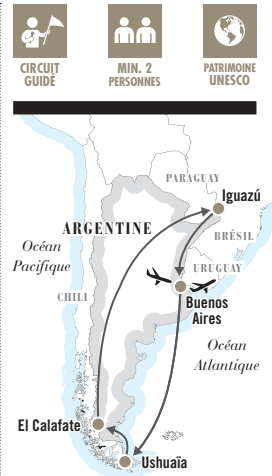 CIRCUIT
GUIDÉ
MIN. 2
PERSONNES
PATRIMOINE
UNESCO
PARAGUAY
Iguazú
ARGENTINE
BRÉSIL
Océan
Pacifique
URUGUAY
CHILI
Buenos
Aires
Océan
Atlantique
El Calafate
Ushuaïa